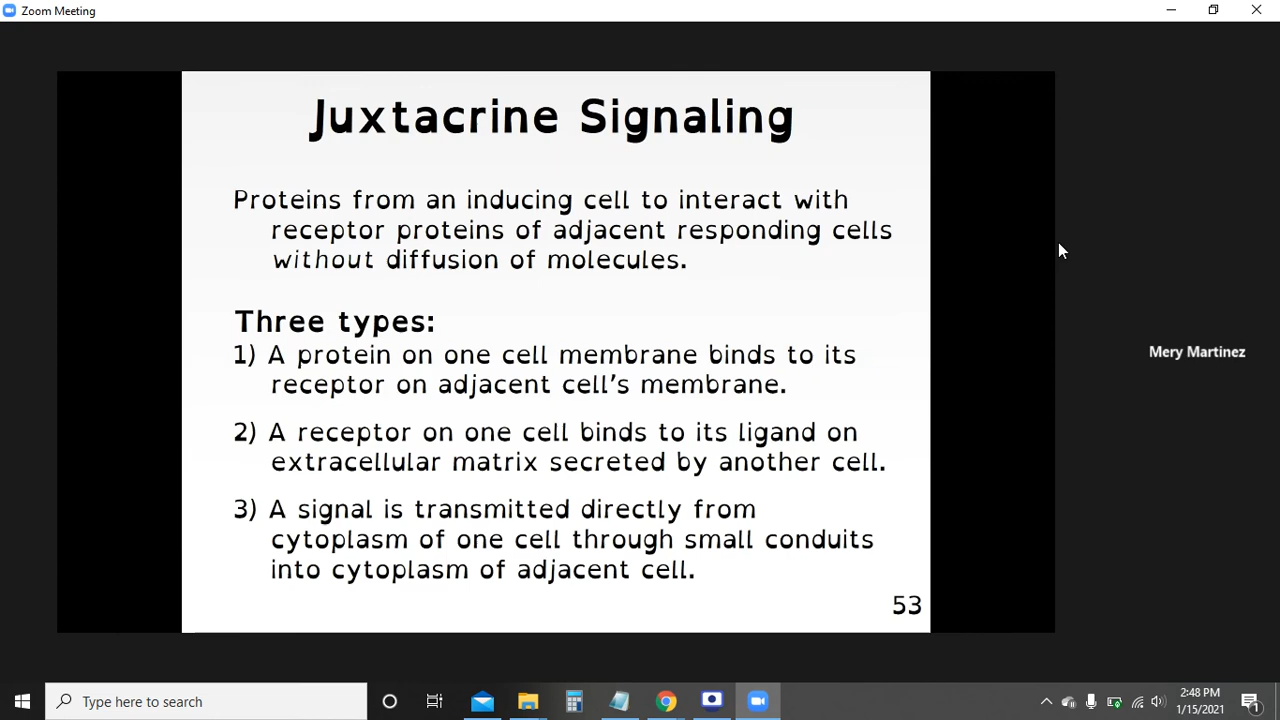 Zoom Meeting
Juxtacrine Signaling
Proteins from an inducing cell to interact with
receptor proteins of adjacent responding cells
without diffusion of molecules.
Three types:
1) A protein on one cell membrane binds to its
receptor on adjacent cell's membrane.
2) A receptor on one cell binds to its ligand on
extracellular matrix secreted by another cell.
3) A signal is transmitted directly from
cytoplasm of one cell through small conduits
into cytoplasm of adjacent cell.
53
Mery Martinez
Type here to search
2:48 PM
1/15/2021
1